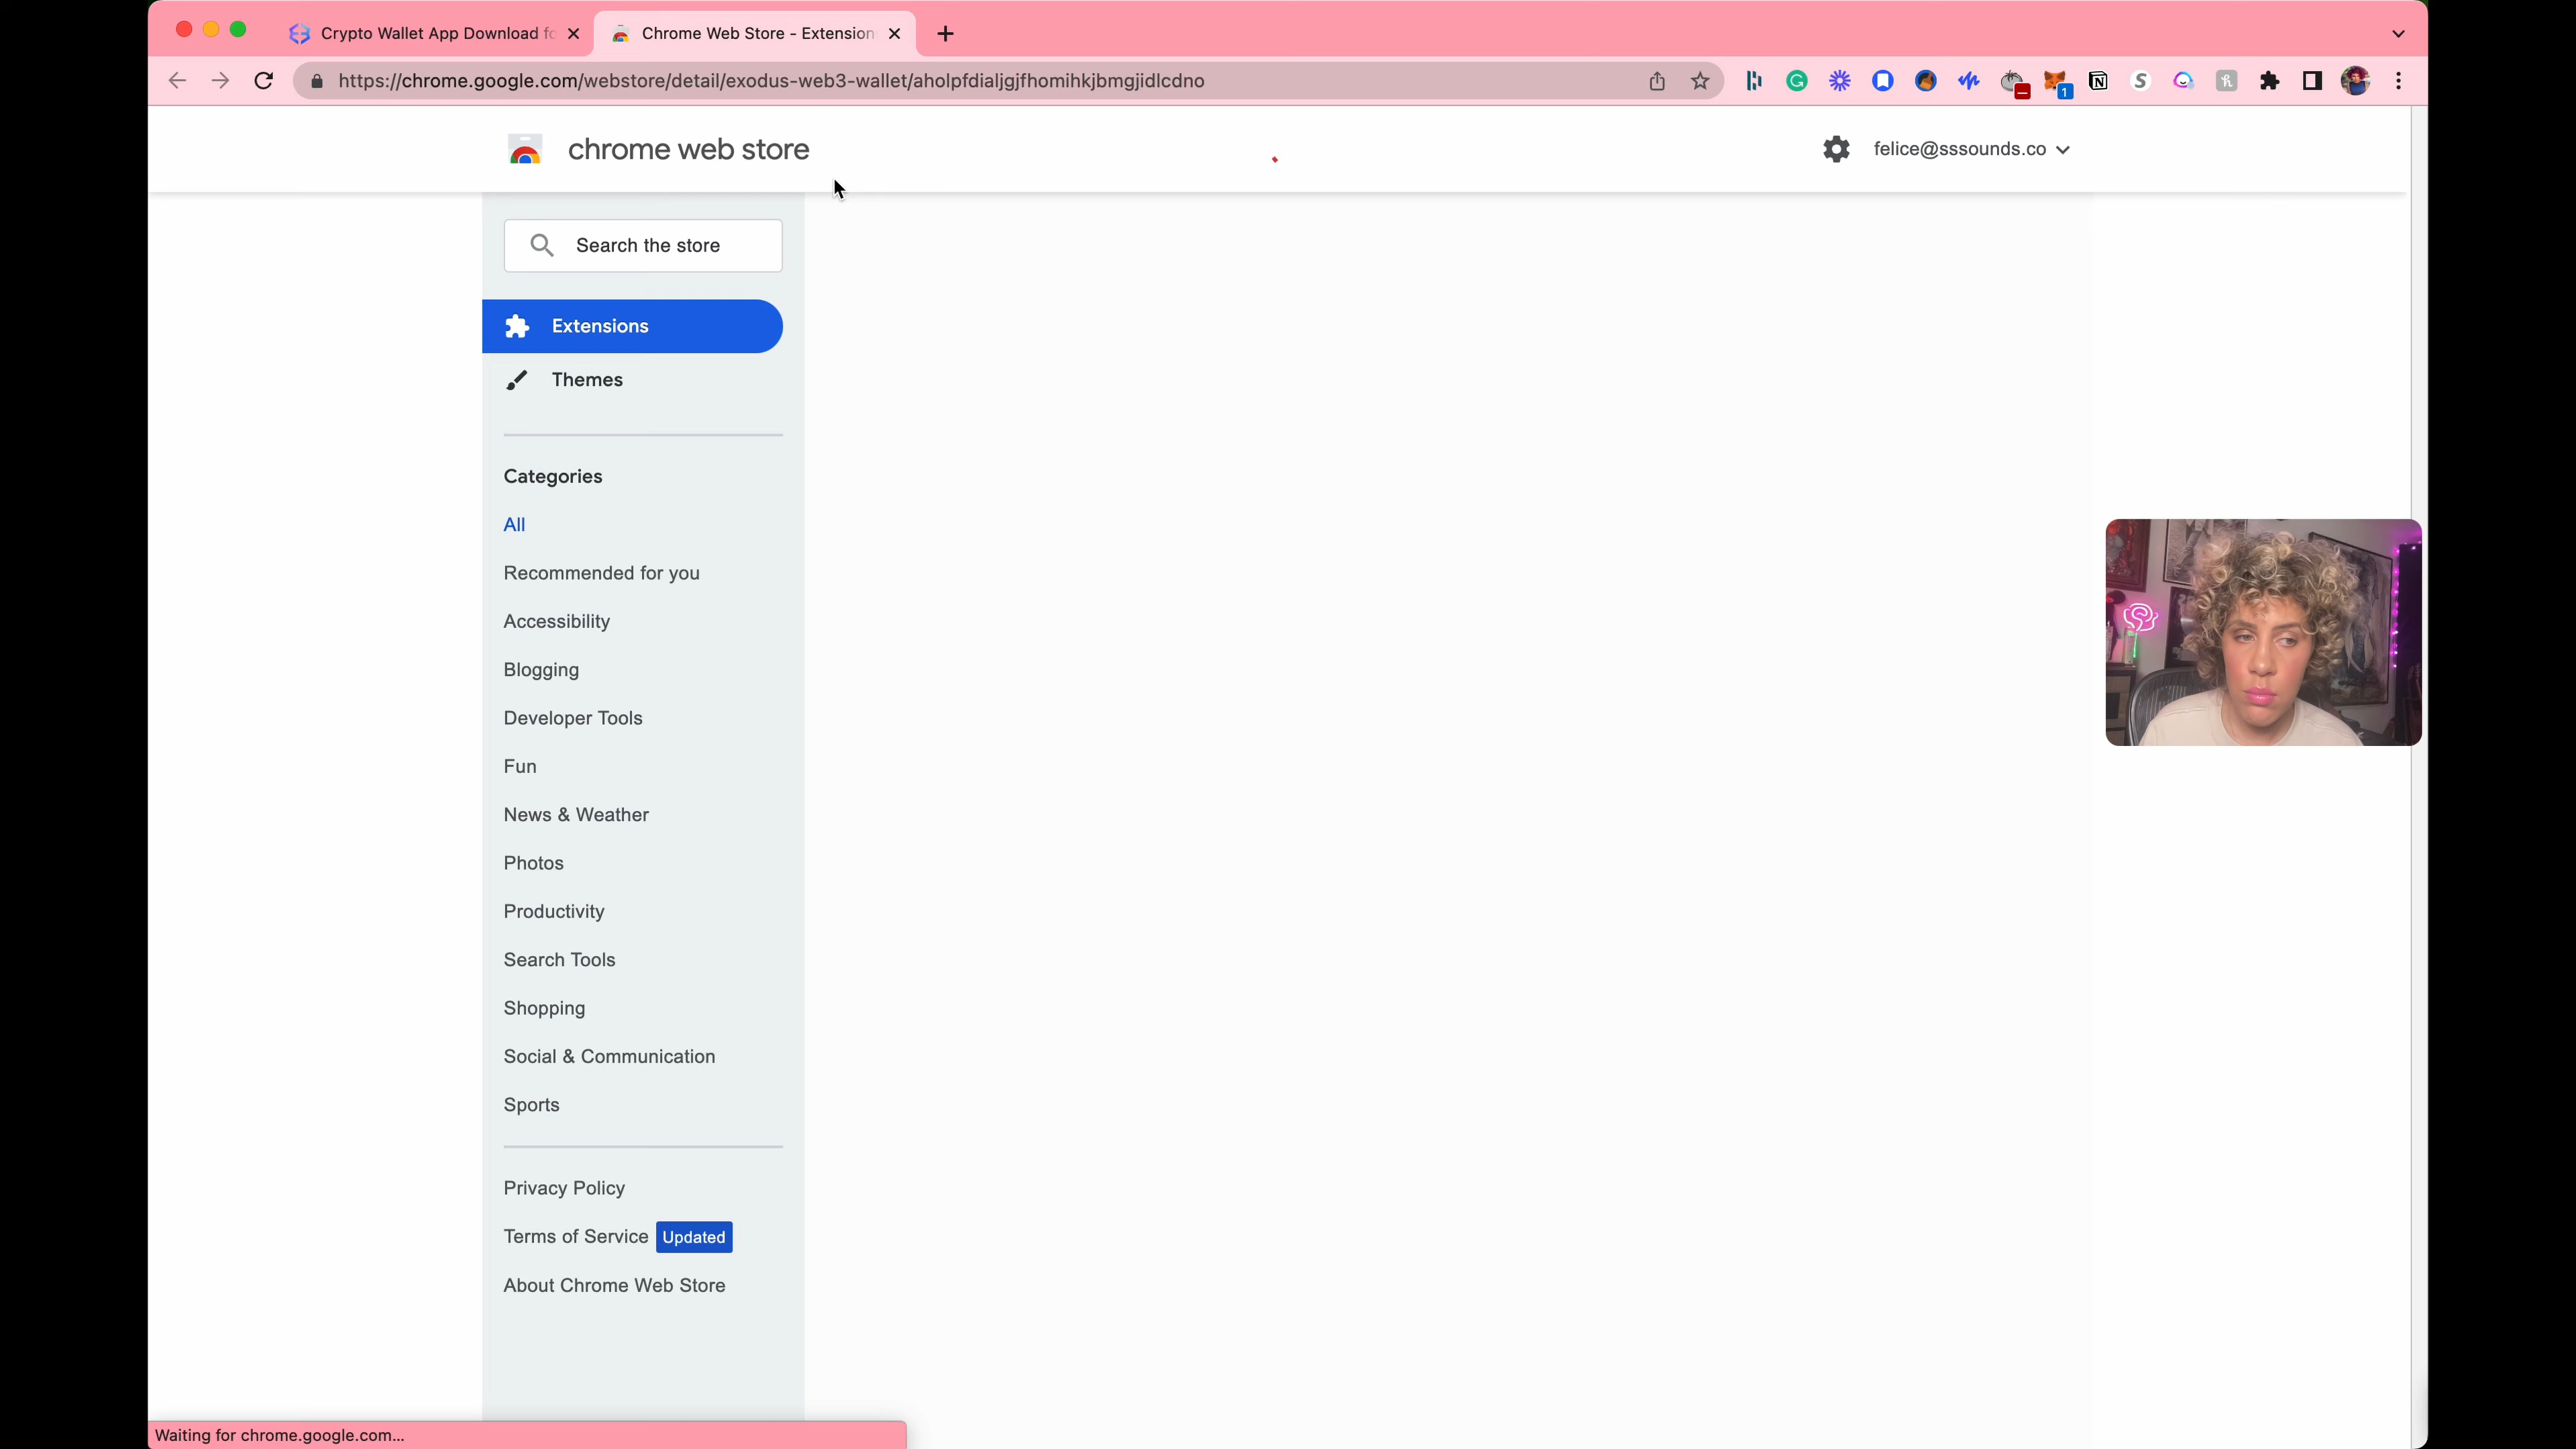 Crypto Wallet App Download fo
Chrome Web Store - Extension
https://chrome.google.com/webstore/detail/exodus-web3-wallet/aholpfdialjgjfhomihkjbmgjidlcdno
1
chrome web store
felice@sssounds.co
Search the store
Extensions
Themes
Categories
All
Recommended for you
Accessibility
Blogging
Developer Tools
Fun
News & Weather
Photos
Productivity
Search Tools
Shopping
Social & Communication
Sports
Privacy Policy
Terms of Service Updated
About Chrome Web Store
Waiting for chrome.google.com...